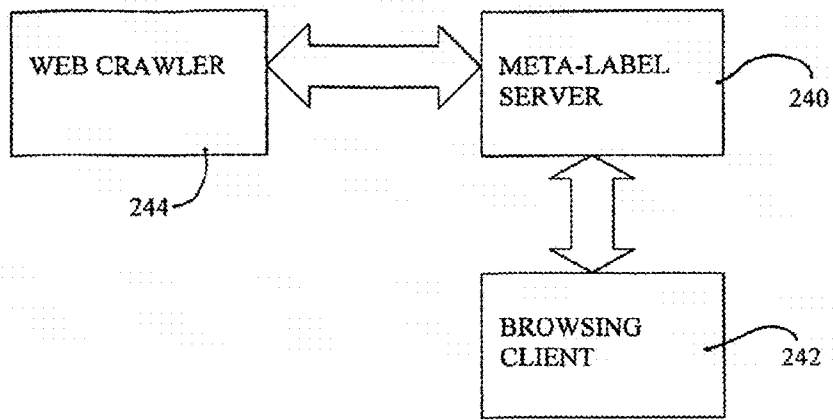 WEB CRAWLER
META-LABEL
SERVER
240
244
BROWSING
CLIENT
242